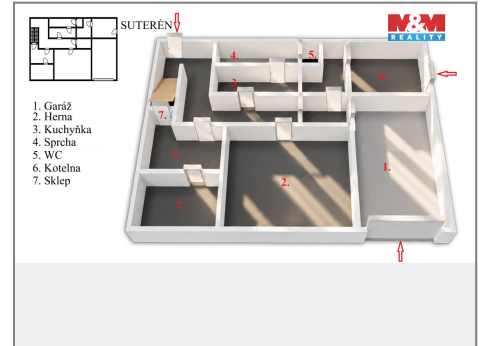 SUTERÉN
M&M
REALITY
1. Garáž
2. Herna
3. Kuchyňka
4. Sprcha
5. WC
6. Kotelna
7. Sklep
4.
5.
3.
6.
7.
1.
7.
2.
7.